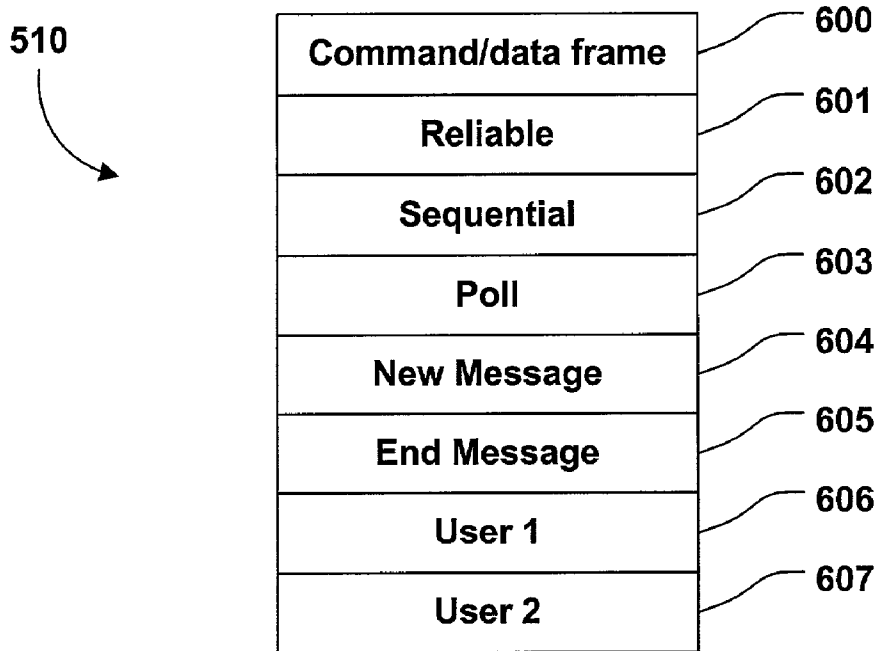 510
Command/data frame 600
Reliable 601
Sequential 602
Poll 603
New Message 604
End Message 605
User 1 606
User 2 607